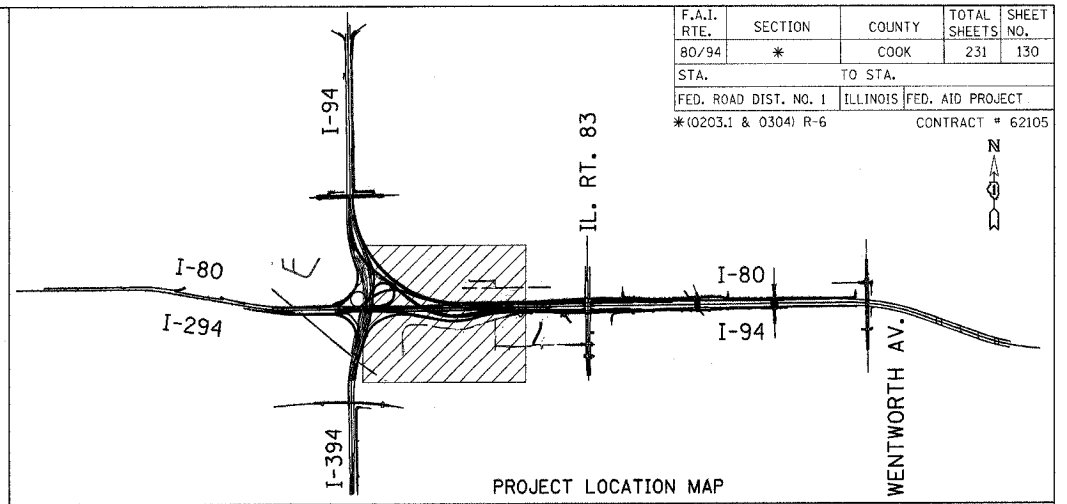 F.A.I. RTE. SECTION COUNTY TOTAL SHEETS SHEET NO.
80/94 * COOK 231 130
STA. TO STA.
FED. ROAD DIST. NO. 1 ILLINOIS FED. AID PROJECT
*(0203.1 & 0304) R-6 CONTRACT # 62105
N
I-94
IL. RT. 83
I-80
I-294
I-80
I-94
WENTWORTH AV.
I-394
PROJECT LOCATION MAP